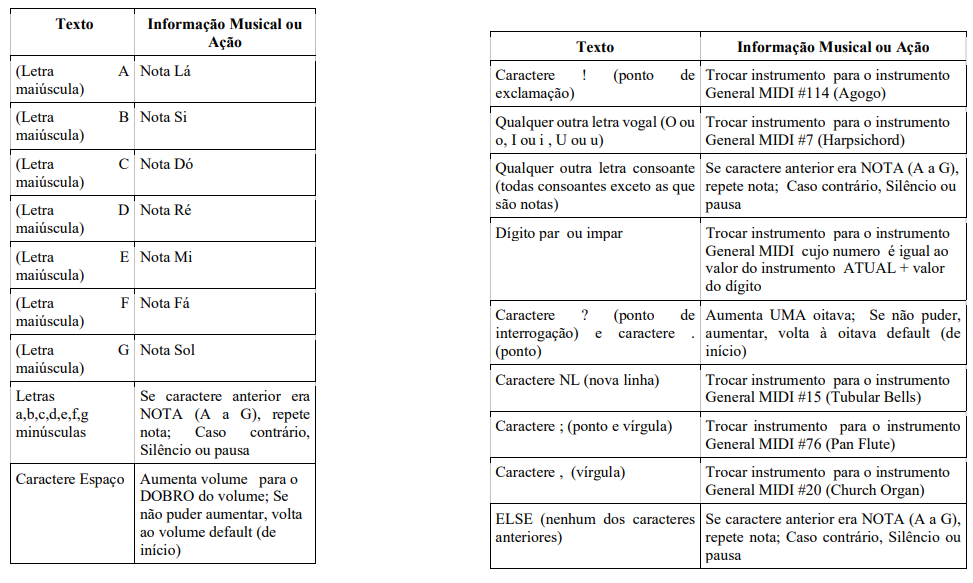 Texto Informação Musical ou
Ação
(Letra A Nota Lá
maiúscula)
(Letra B Nota Si
maiúscula)
(Letra C Nota Dó
maiúscula)
(Letra D Nota Ré
maiúscula)
(Letra E Nota Mi
maiúscula)
(Letra F Nota Fá
maiúscula)
(Letra G Nota Sol
maiúscula)
Letras Se caractere anterior era
a,b,c,d,e,f,g NOTA (A a G), repete
minúsculas nota; Caso contrário,
Silêncio ou pausa
Caractere Espaço Aumenta volume para o
DOBRO do volume; Se
não puder aumentar, volta
ao volume default (de
início)
Texto Informação Musical ou Ação
Caractere ! (ponto de Trocar instrumento para o instrumento
exclamação) General MIDI #114 (Agogo)
Qualquer outra letra vogal (O ou Trocar instrumento para o instrumento
o, I ou i , U ou u) General MIDI #7 (Harpsichord)
Qualquer outra letra consoante Se caractere anterior era NOTA (A a G),
(todas consoantes exceto as que repete nota; Caso contrário, Silêncio ou
são notas) pausa
Dígito par ou impar Trocar instrumento para o instrumento
General MIDI cujo numero é igual ao
valor do instrumento ATUAL + valor
do dígito
Caractere ? (ponto de Aumenta UMA oitava; Se não puder,
interrogação) e caractere . aumentar, volta à oitava default (de
(ponto) início)
Caractere NL (nova linha) Trocar instrumento para o instrumento
General MIDI #15 (Tubular Bells)
Caractere ; (ponto e vírgula) Trocar instrumento para o instrumento
General MIDI #76 (Pan Flute)
Caractere , (vírgula) Trocar instrumento para o instrumento
General MIDI #20 (Church Organ)
ELSE (nenhum dos caracteres Se caractere anterior era NOTA (A a G),
anteriores) repete nota; Caso contrário, Silêncio ou
pausa